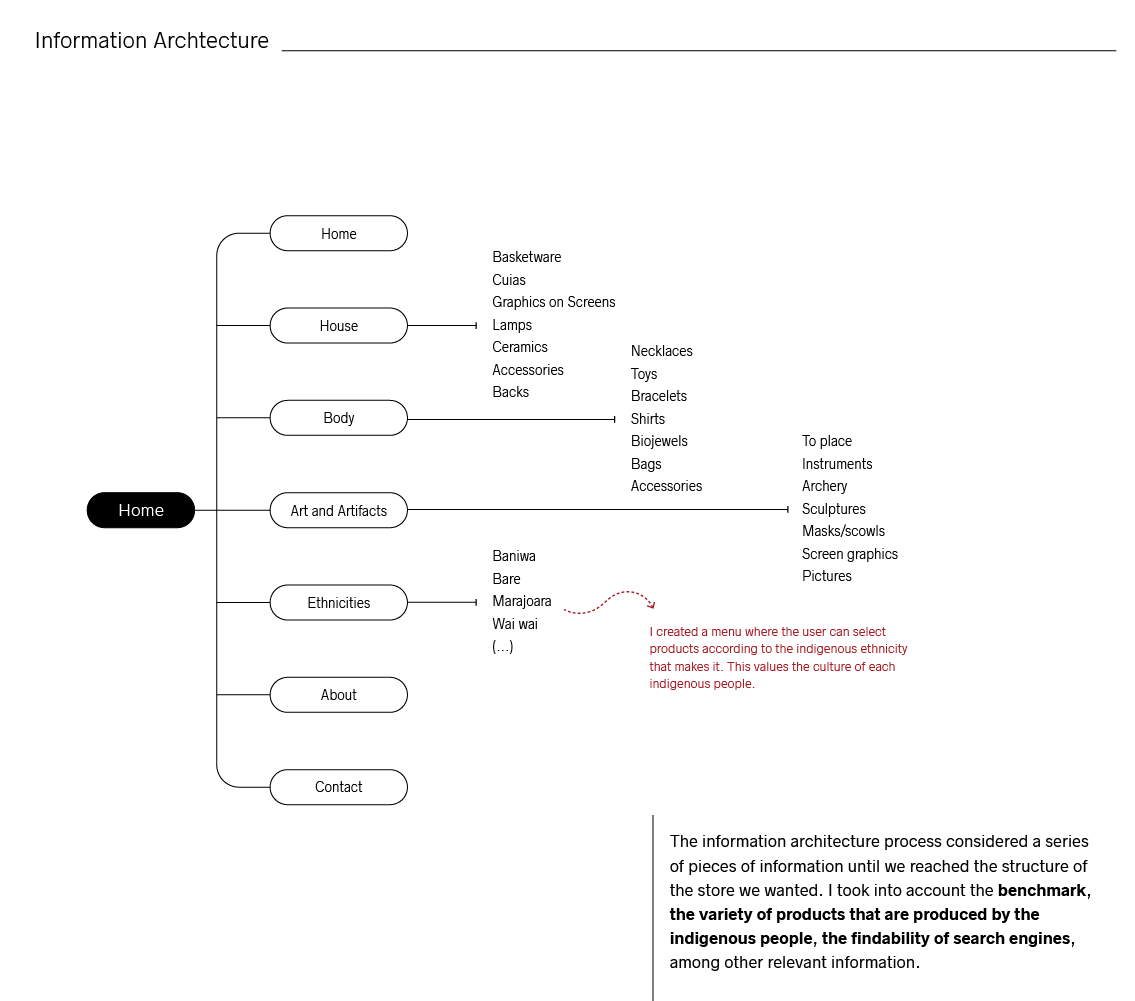 Information Archtecture
Home
Home
House
Basketware
Cuias
Graphics on Screens
Lamps
Ceramics
Accessories
Backs
Body
Necklaces
Toys
Bracelets
Shirts
Biojewels
Bags
Accessories
Art and Artifacts
To place
Instruments
Archery
Sculptures
Masks/scowls
Screen graphics
Pictures
Ethnicities
Baniwa
Bare
Marajoara
Wai wai
(...)
I created a menu where the user can select
products according to the indigenous ethnicity
that makes it. This values the culture of each
indigenous people.
About
Contact
The information architecture process considered a series
of pieces of information until we reached the structure of
the store we wanted. I took into account the benchmark,
the variety of products that are produced by the
indigenous people, the findability of search engines,
among other relevant information.